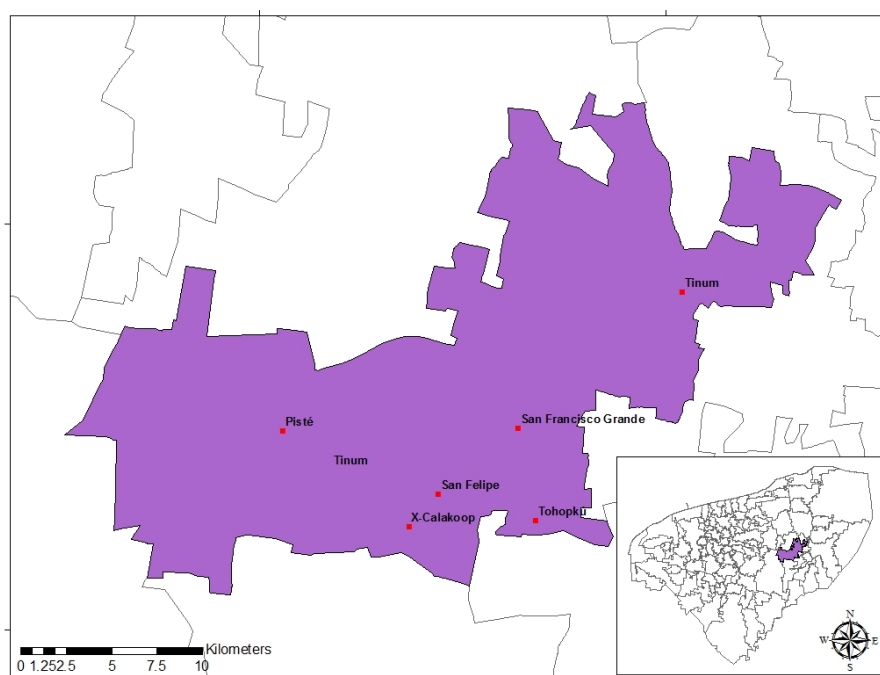 Tinum
San Francisco Grande
Pisté
Tinum
San Felipe
X-Calakoop
Tohopkú
N
W
E
S
Kilometers
0 1.252.5 5 7.5 10